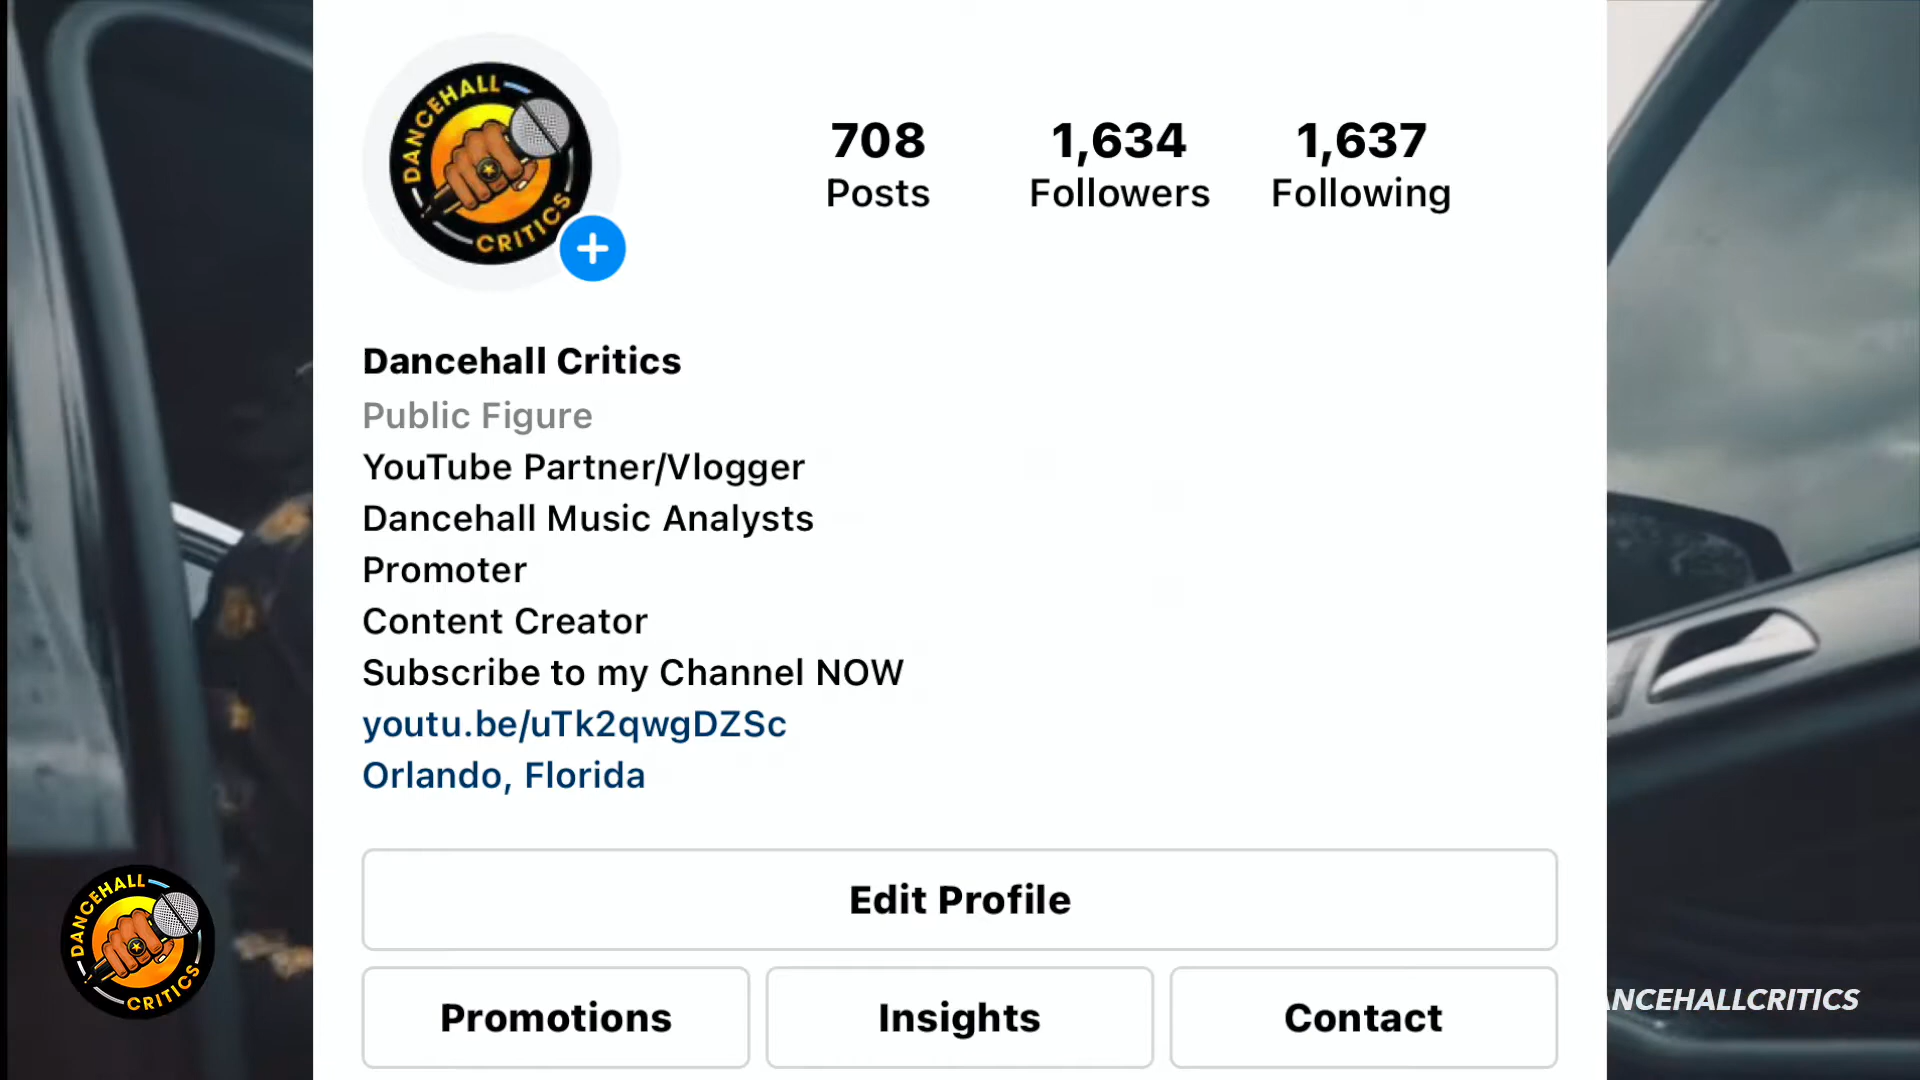 DANCEHALL
CRITICS
708
Posts
1,634
Followers
1,637
Following
Dancehall Critics
Public Figure
YouTube Partner/Vlogger
Dancehall Music Analysts
Promoter
Content Creator
Subscribe to my Channel NOW
youtu.be/uTk2qwgDZSc
Orlando, Florida
Edit Profile
Promotions
Insights
Contact
DANCEHALL
CRITICS
ANCEHALLCRITICS